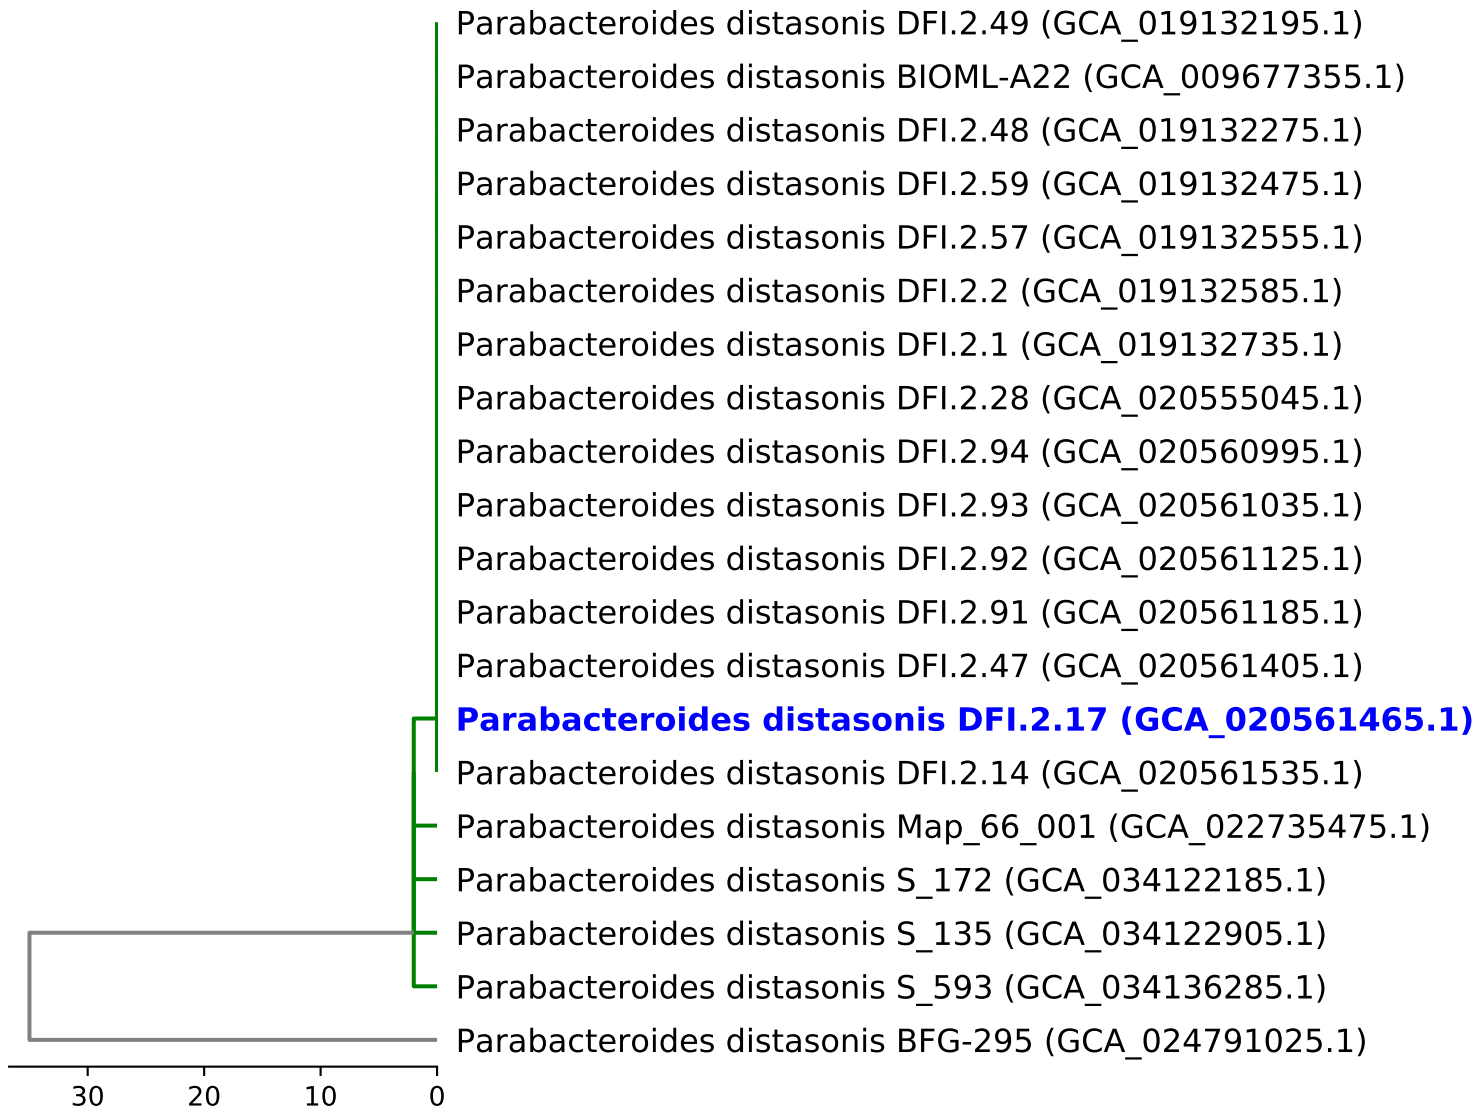 Parabacteroides distasonis DFI.2.49 (GCA_019132195.1)
Parabacteroides distasonis BIOML-A22 (GCA_009677355.1)
Parabacteroides distasonis DFI.2.48 (GCA_019132275.1)
Parabacteroides distasonis DFI.2.59 (GCA_019132475.1)
Parabacteroides distasonis DFI.2.57 (GCA_019132555.1)
Parabacteroides distasonis DFI.2.2 (GCA_019132585.1)
Parabacteroides distasonis DFI.2.1 (GCA_019132735.1)
Parabacteroides distasonis DFI.2.28 (GCA_020555045.1)
Parabacteroides distasonis DFI.2.94 (GCA_020560995.1)
Parabacteroides distasonis DFI.2.93 (GCA_020561035.1)
Parabacteroides distasonis DFI.2.92 (GCA_020561125.1)
Parabacteroides distasonis DFI.2.91 (GCA_020561185.1)
Parabacteroides distasonis DFI.2.47 (GCA_020561405.1)
Parabacteroides distasonis DFI.2.17 (GCA_020561465.1)
Parabacteroides distasonis DFI.2.14 (GCA_020561535.1)
Parabacteroides distasonis Map_66_001 (GCA_022735475.1)
Parabacteroides distasonis S_172 (GCA_034122185.1)
Parabacteroides distasonis S_135 (GCA_034122905.1)
Parabacteroides distasonis S_593 (GCA_034136285.1)
Parabacteroides distasonis BFG-295 (GCA_024791025.1)
30 20 10 0